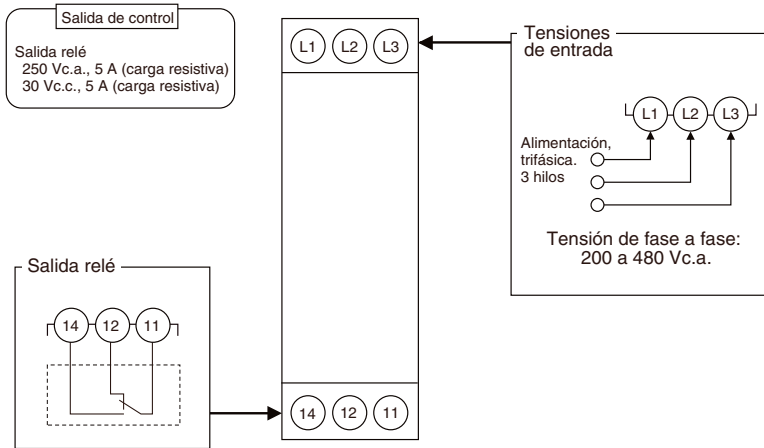 Salida de control
Salida relé
250 Vc.a., 5 A (carga resistiva)
30 Vc.c., 5 A (carga resistiva)
L1 L2 L3
Tensiones
de entrada
L1 L2 L3
Alimentación,
trifásica.
3 hilos
Tensión de fase a fase:
200 a 480 Vc.a.
Salida relé
14 12 11
14 12 11